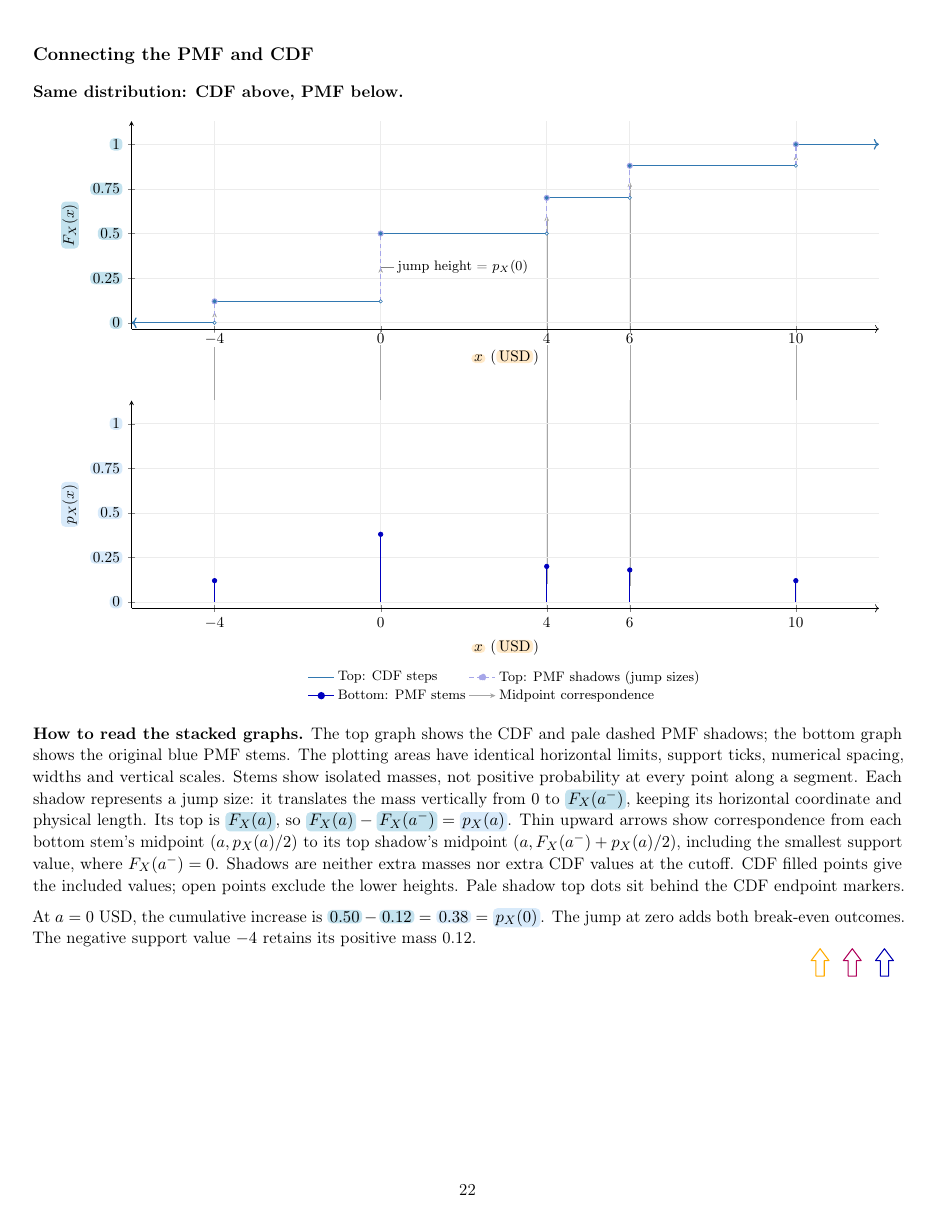 Connecting the PMF and CDF
Same distribution: CDF above, PMF below.
1
0.75
0.5
0.25
0
F_X(x)
jump height = p_X(0)
−4 0 4 6 10
x (USD)
1
0.75
0.5
0.25
0
p_X(x)
−4 0 4 6 10
x (USD)
Top: CDF steps Top: PMF shadows (jump sizes)
Bottom: PMF stems Midpoint correspondence
How to read the stacked graphs. The top graph shows the CDF and pale dashed PMF shadows; the bottom graph
shows the original blue PMF stems. The plotting areas have identical horizontal limits, support ticks, numerical spacing,
widths and vertical scales. Stems show isolated masses, not positive probability at every point along a segment. Each
shadow represents a jump size: it translates the mass vertically from 0 to F_X(a⁻), keeping its horizontal coordinate and
physical length. Its top is F_X(a), so F_X(a) − F_X(a⁻) = p_X(a). Thin upward arrows show correspondence from each
bottom stem's midpoint (a, p_X(a)/2) to its top shadow's midpoint (a, F_X(a⁻) + p_X(a)/2), including the smallest support
value, where F_X(a⁻) = 0. Shadows are neither extra masses nor extra CDF values at the cutoff. CDF filled points give
the included values; open points exclude the lower heights. Pale shadow top dots sit behind the CDF endpoint markers.
At a = 0 USD, the cumulative increase is 0.50 − 0.12 = 0.38 = p_X(0). The jump at zero adds both break-even outcomes.
The negative support value −4 retains its positive mass 0.12.
22